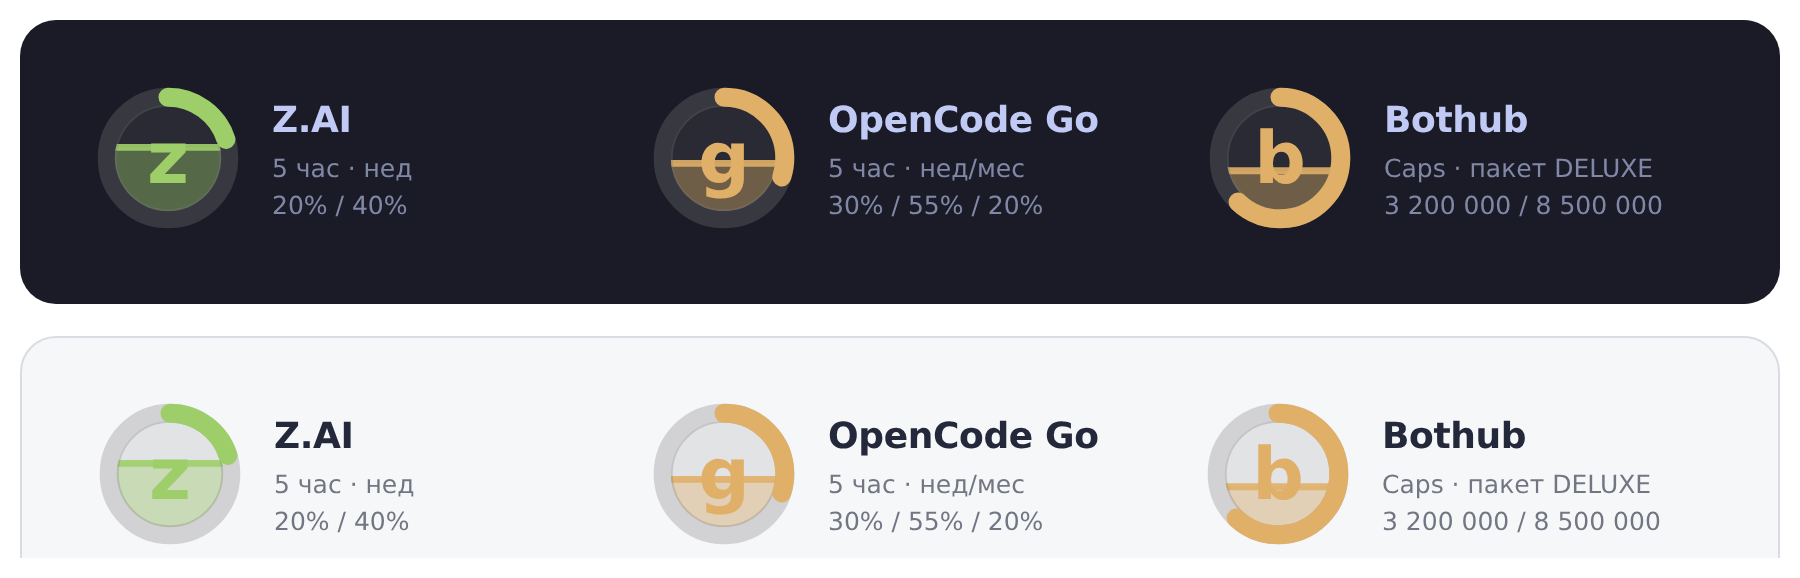 z
Z.AI
5 час · нед
20% / 40%
g
OpenCode Go
5 час · нед/мес
30% / 55% / 20%
b
Bothub
Caps · пакет DELUXE
3 200 000 / 8 500 000
z
Z.AI
5 час · нед
20% / 40%
g
OpenCode Go
5 час · нед/мес
30% / 55% / 20%
b
Bothub
Caps · пакет DELUXE
3 200 000 / 8 500 000